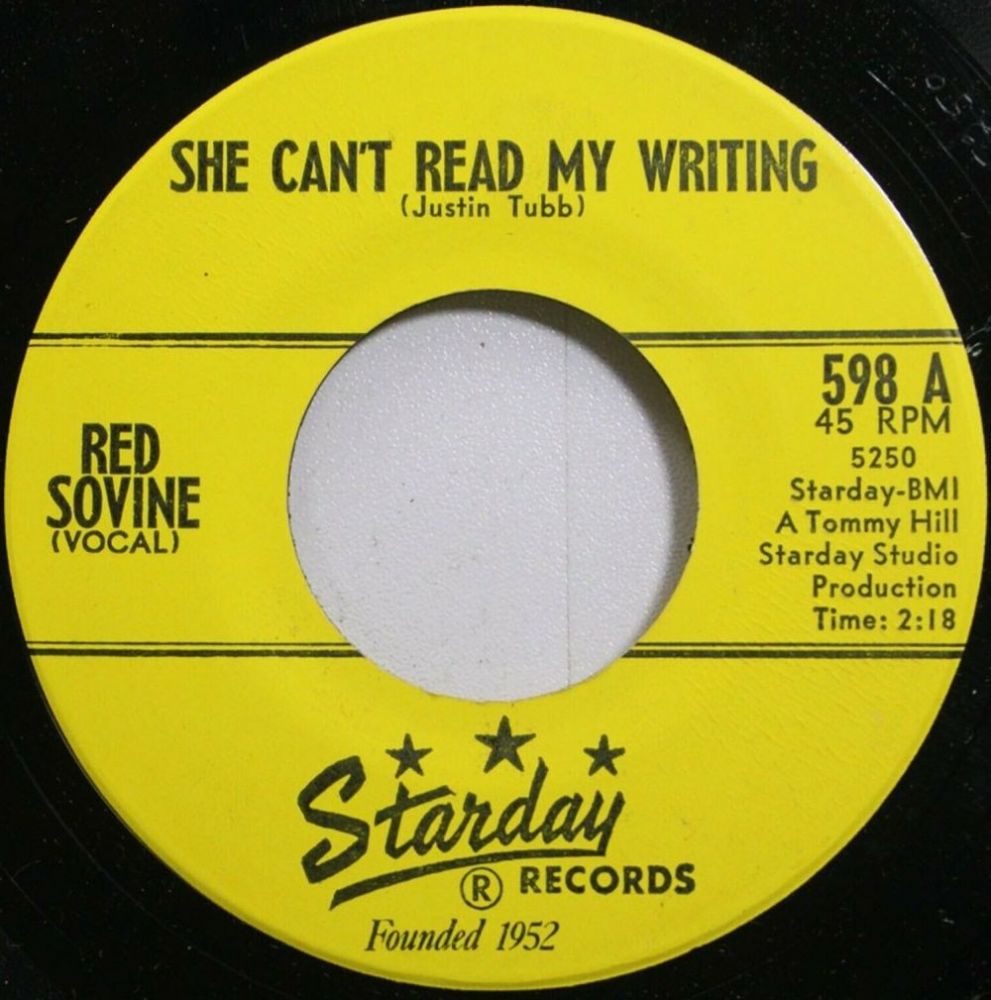 SHE CAN'T READ MY WRITING
(Justin Tubb)
RED
SOVINE
(VOCAL)
598 A
45 RPM
5250
Starday-BMI
A Tommy Hill
Starday Studio
Production
Time: 2:18
Starday
® RECORDS
Founded 1952